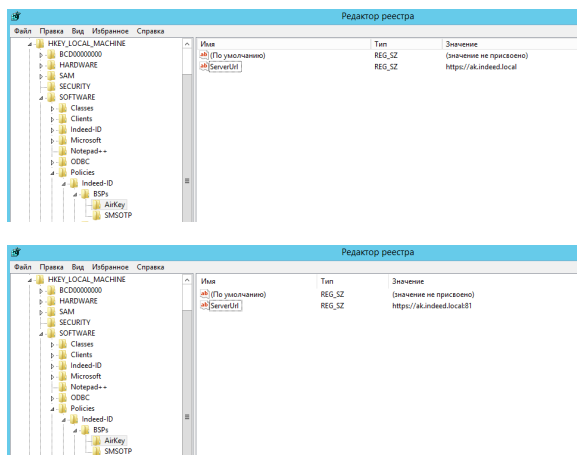 Редактор реестра
Файл Правка Вид Избранное Справка
HKEY_LOCAL_MACHINE
BCD00000000
HARDWARE
SAM
SECURITY
SOFTWARE
Classes
Clients
Indeed-ID
Microsoft
Notepad++
ODBC
Policies
Indeed-ID
BSPs
AirKey
SMSOTP
Имя Тип Значение
ab (По умолчанию) REG_SZ (значение не присвоено)
ab ServerUrl REG_SZ https://ak.indeed.local
Редактор реестра
Файл Правка Вид Избранное Справка
HKEY_LOCAL_MACHINE
BCD00000000
HARDWARE
SAM
SECURITY
SOFTWARE
Classes
Clients
Indeed-ID
Microsoft
Notepad++
ODBC
Policies
Indeed-ID
BSPs
AirKey
SMSOTP
Имя Тип Значение
ab (По умолчанию) REG_SZ (значение не присвоено)
ab ServerUrl REG_SZ https://ak.indeed.local:81